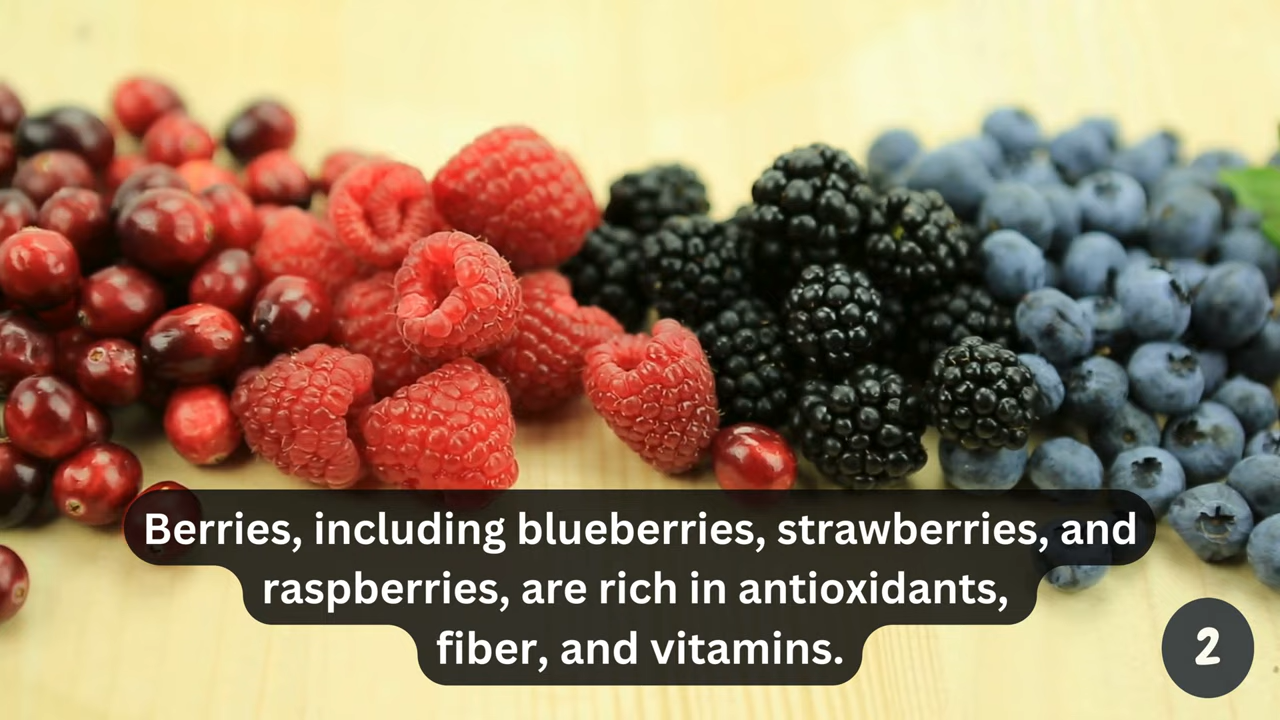 Berries, including blueberries, strawberries, and
raspberries, are rich in antioxidants,
fiber, and vitamins.
2